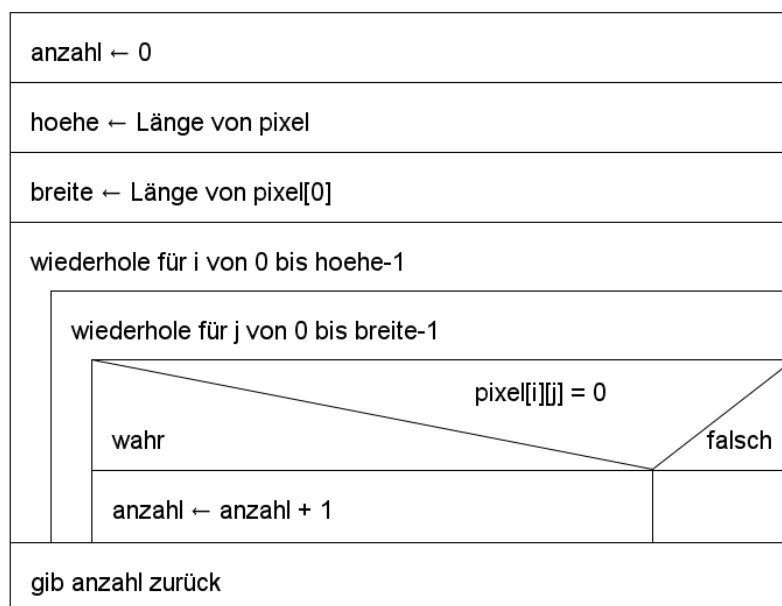 anzahl ← 0
hoehe ← Länge von pixel
breite ← Länge von pixel[0]
wiederhole für i von 0 bis hoehe-1
wiederhole für j von 0 bis breite-1
pixel[i][j] = 0
wahr falsch
anzahl ← anzahl + 1
gib anzahl zurück